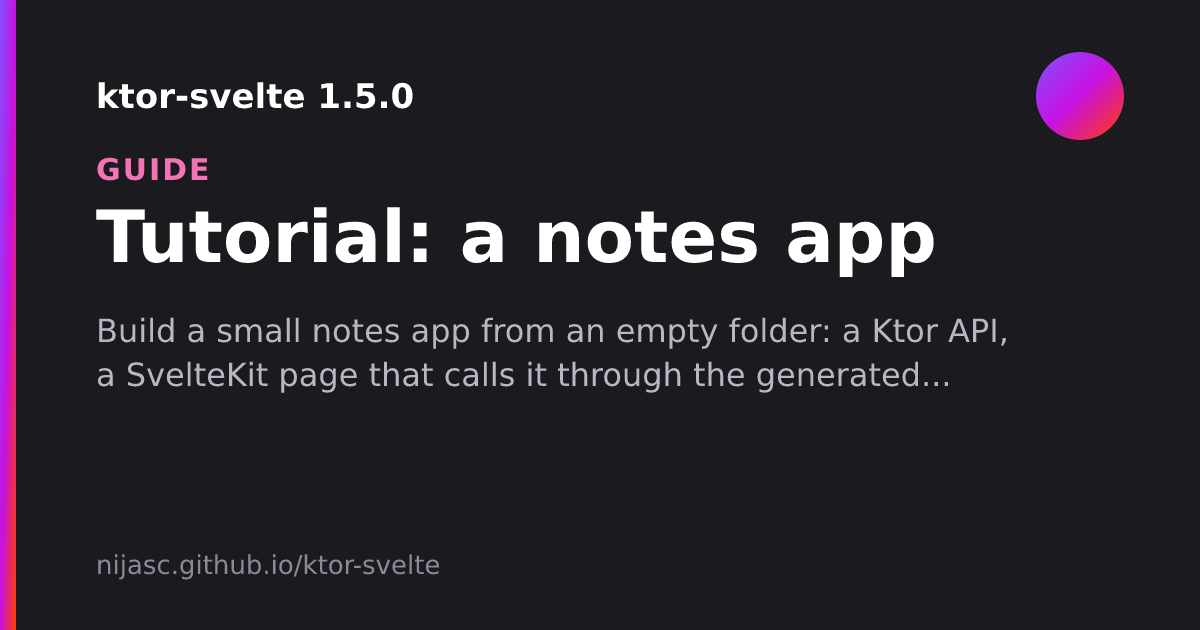 ktor-svelte 1.5.0
GUIDE
Tutorial: a notes app
Build a small notes app from an empty folder: a Ktor API,
a SvelteKit page that calls it through the generated...
nijasc.github.io/ktor-svelte